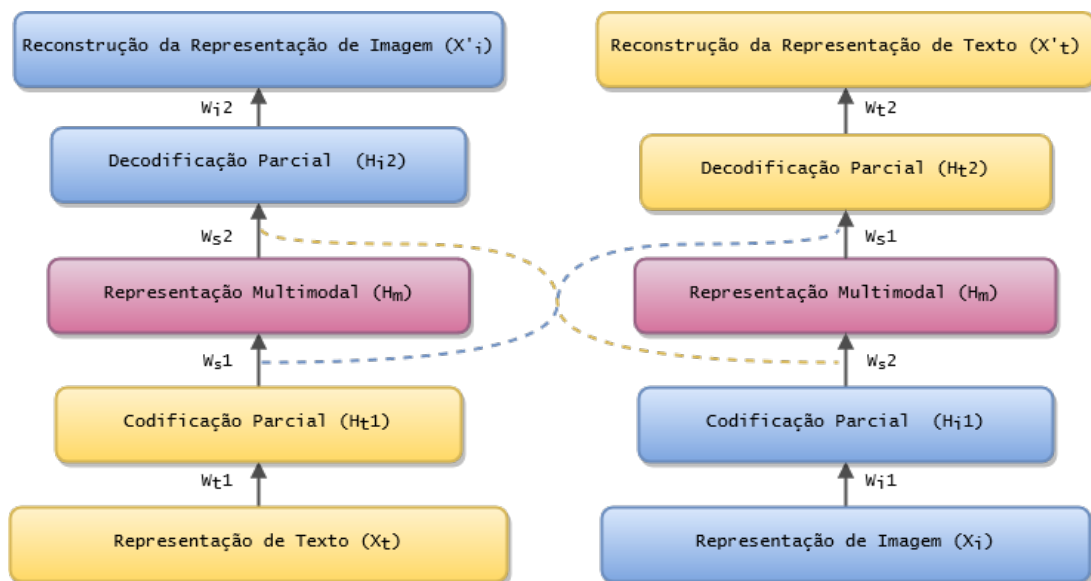 Reconstrução da Representação de Imagem (X'i)
Reconstrução da Representação de Texto (X't)
Wi2
Wt2
Decodificação Parcial (Hi2)
Decodificação Parcial (Ht2)
Ws2
Ws1
Representação Multimodal (Hm)
Representação Multimodal (Hm)
Ws1
Ws2
Codificação Parcial (Ht1)
Codificação Parcial (Hi1)
Wt1
Wi1
Representação de Texto (Xt)
Representação de Imagem (Xi)